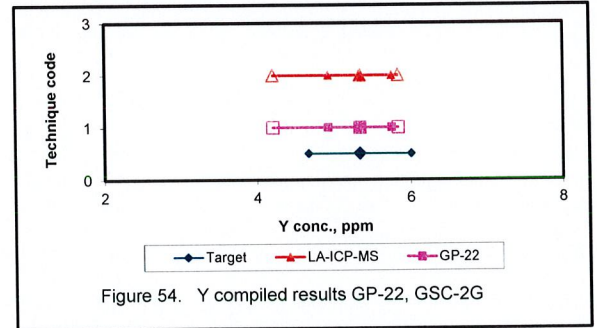 3
2
1
0
Technique code
2
4
6
8
Y conc., ppm
Target LA-ICP-MS GP-22
Figure 54. Y compiled results GP-22, GSC-2G